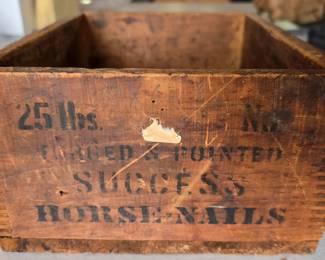 25 lbs. No.
FORGED & POINTED
SUCCESS
HORSE-NAILS